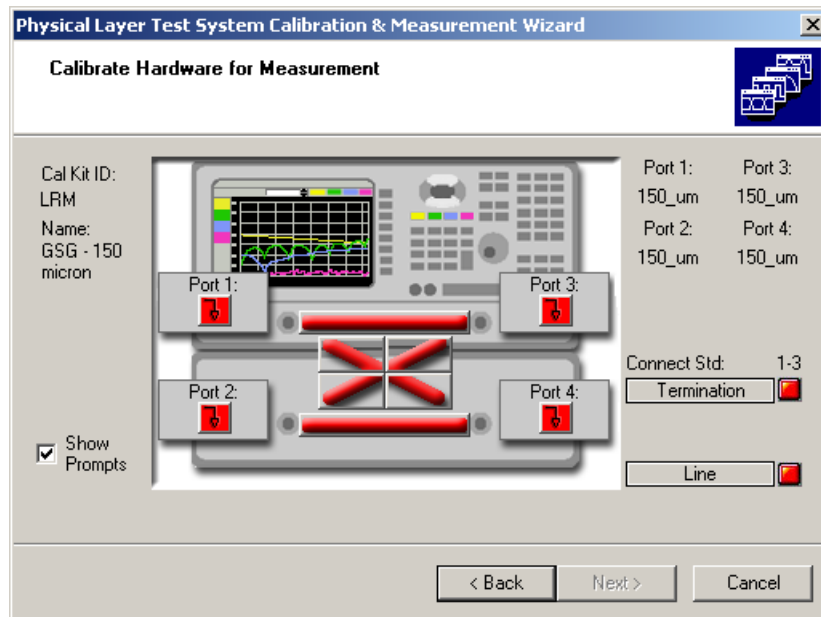 Physical Layer Test System Calibration & Measurement Wizard
Calibrate Hardware for Measurement
Cal Kit ID:
LRM
Name:
GSG - 150
micron
Show
Prompts
Port 1:
Port 3:
Port 2:
Port 4:
Port 1: Port 3:
150_um 150_um
Port 2: Port 4:
150_um 150_um
Connect Std: 1-3
Termination
Line
< Back
Next >
Cancel